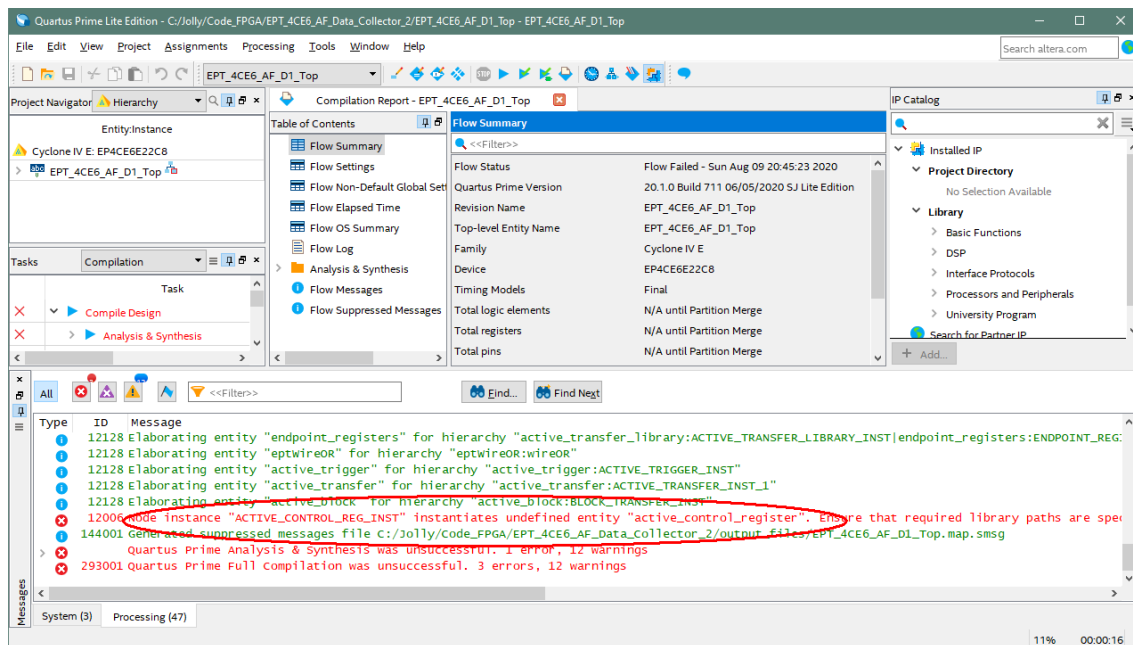 Quartus Prime Lite Edition - C:/Jolly/Code_FPGA/EPT_4CE6_AF_Data_Collector_2/EPT_4CE6_AF_D1_Top - EPT_4CE6_AF_D1_Top
File Edit View Project Assignments Processing Tools Window Help
Search altera.com
EPT_4CE6_AF_D1_Top
Project Navigator Hierarchy
Entity:Instance
Cyclone IV E: EP4CE6E22C8
EPT_4CE6_AF_D1_Top
Tasks Compilation
Task
Compile Design
Analysis & Synthesis
Compilation Report - EPT_4CE6_AF_D1_Top
Table of Contents
Flow Summary
Flow Settings
Flow Non-Default Global Set
Flow Elapsed Time
Flow OS Summary
Flow Log
Analysis & Synthesis
Flow Messages
Flow Suppressed Messages
Flow Summary
<<Filter>>
Flow Status Flow Failed - Sun Aug 09 20:45:23 2020
Quartus Prime Version 20.1.0 Build 711 06/05/2020 SJ Lite Edition
Revision Name EPT_4CE6_AF_D1_Top
Top-level Entity Name EPT_4CE6_AF_D1_Top
Family Cyclone IV E
Device EP4CE6E22C8
Timing Models Final
Total logic elements N/A until Partition Merge
Total registers N/A until Partition Merge
Total pins N/A until Partition Merge
IP Catalog
Installed IP
Project Directory
No Selection Available
Library
Basic Functions
DSP
Interface Protocols
Processors and Peripherals
University Program
Search for Partner IP
+ Add...
All <<Filter>> Find... Find Next
Type ID Message
12128 Elaborating entity "endpoint_registers" for hierarchy "active_transfer_library:ACTIVE_TRANSFER_LIBRARY_INST|endpoint_registers:ENDPOINT_REG:
12128 Elaborating entity "eptWireOR" for hierarchy "eptWireOR:wireOR"
12128 Elaborating entity "active_trigger" for hierarchy "active_trigger:ACTIVE_TRIGGER_INST"
12128 Elaborating entity "active_transfer" for hierarchy "active_transfer:ACTIVE_TRANSFER_INST_1"
12128 Elaborating entity "active_block" for hierarchy "active_block:BLOCK_TRANSFER_INST"
12006 Node instance "ACTIVE_CONTROL_REG_INST" instantiates undefined entity "active_control_register". Ensure that required library paths are spec
144001 Generated suppressed messages file C:/Jolly/Code_FPGA/EPT_4CE6_AF_Data_Collector_2/output_files/EPT_4CE6_AF_D1_Top.map.smsg
Quartus Prime Analysis & Synthesis was unsuccessful. 1 error, 12 warnings
293001 Quartus Prime Full Compilation was unsuccessful. 3 errors, 12 warnings
Messages
System (3) Processing (47)
11% 00:00:16